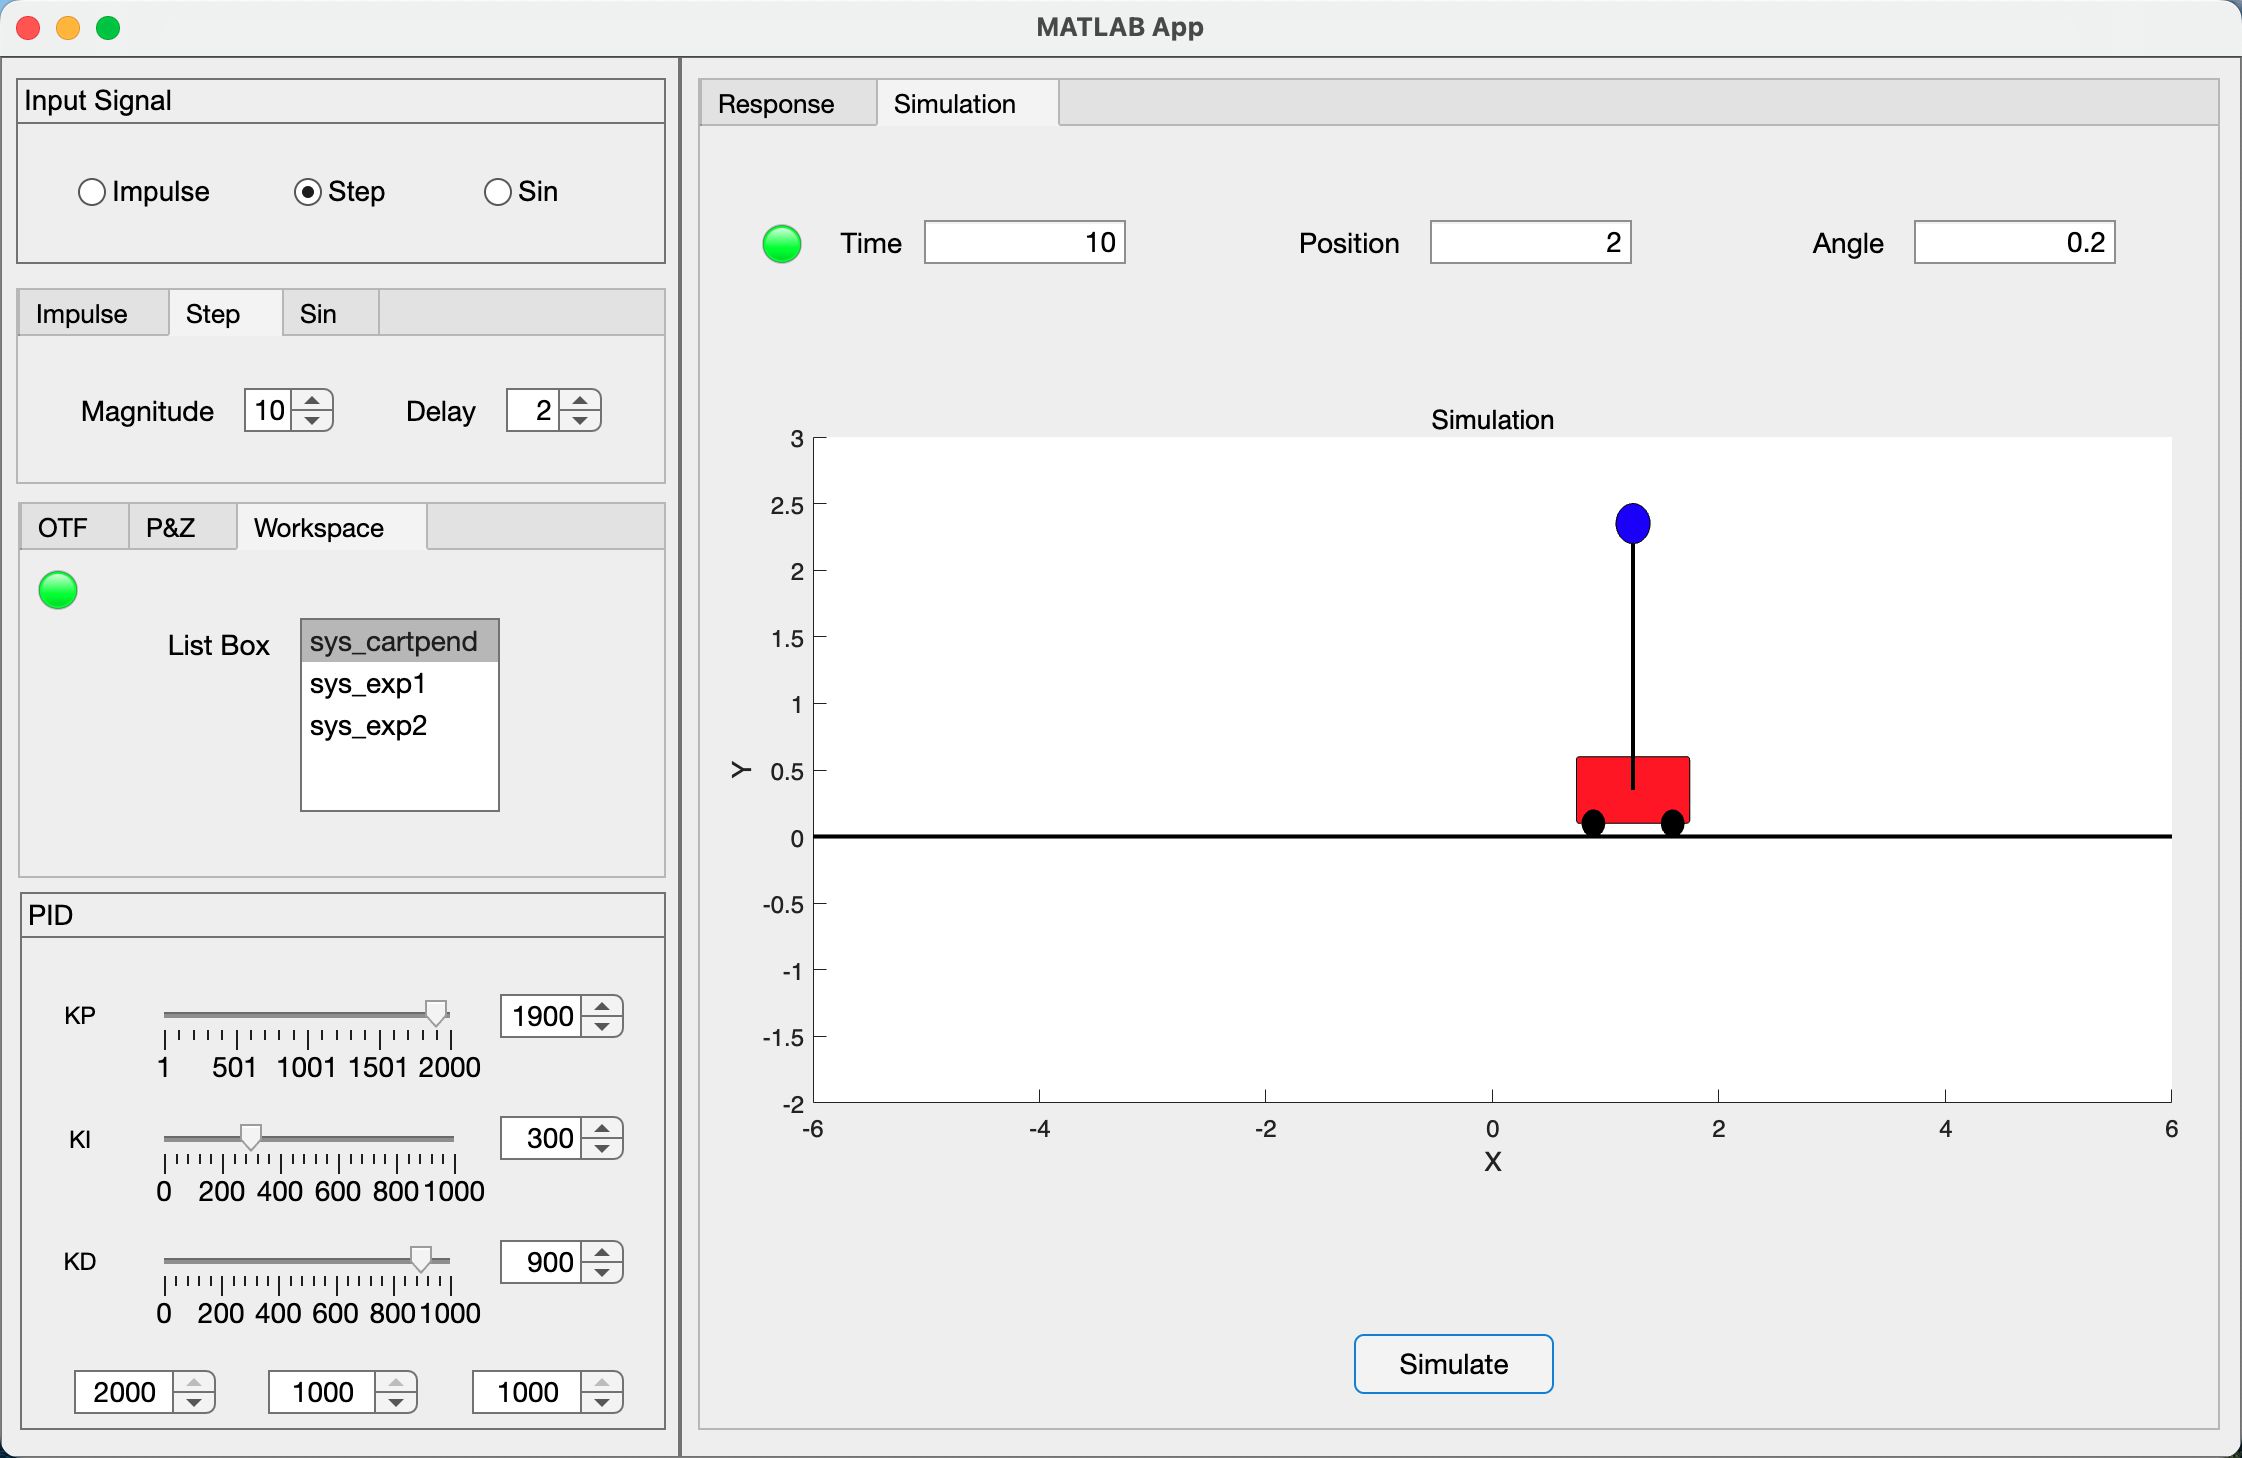 MATLAB App
Input Signal
Impulse Step Sin
Impulse Step Sin
Magnitude 10 Delay 2
OTF P&Z Workspace
List Box sys_cartpend
sys_exp1
sys_exp2
PID
KP 1900
1 501 1001 1501 2000
KI 300
0 200 400 600 800 1000
KD 900
0 200 400 600 800 1000
2000 1000 1000
Response Simulation
Time 10 Position 2 Angle 0.2
Simulation
3
2.5
2
1.5
1
Y 0.5
0
-0.5
-1
-1.5
-2
-6 -4 -2 0 2 4 6
X
Simulate